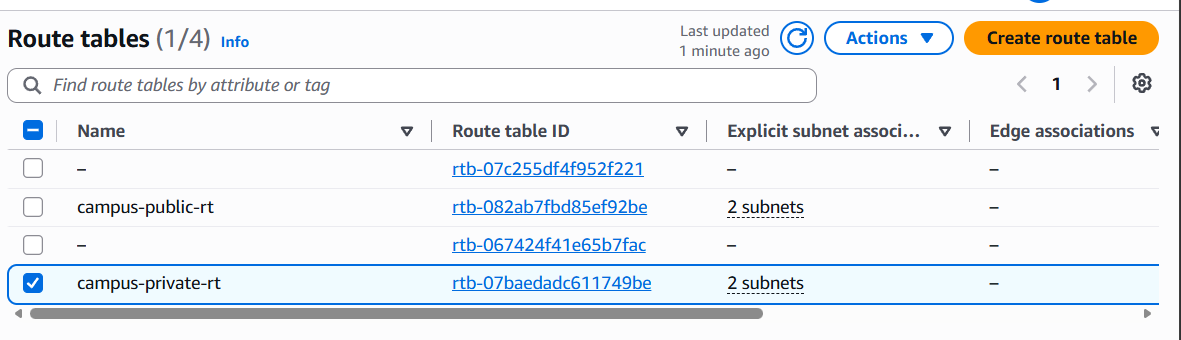 Route tables (1/4) Info
Last updated
1 minute ago
Actions
Create route table
Find route tables by attribute or tag
1
Name Route table ID Explicit subnet associ... Edge associations
– rtb-07c255df4f952f221 – –
campus-public-rt rtb-082ab7fbd85ef92be 2 subnets –
– rtb-067424f41e65b7fac – –
campus-private-rt rtb-07baedadc611749be 2 subnets –